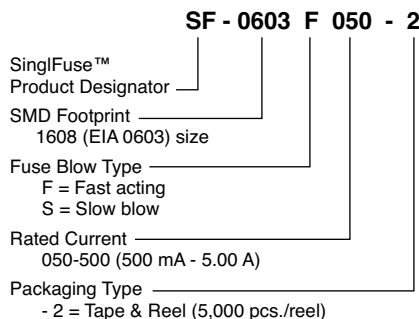 SF - 0603 F 050 - 2
SinglFuse™
Product Designator
SMD Footprint
1608 (EIA 0603) size
Fuse Blow Type
F = Fast acting
S = Slow blow
Rated Current
050-500 (500 mA - 5.00 A)
Packaging Type
- 2 = Tape & Reel (5,000 pcs./reel)